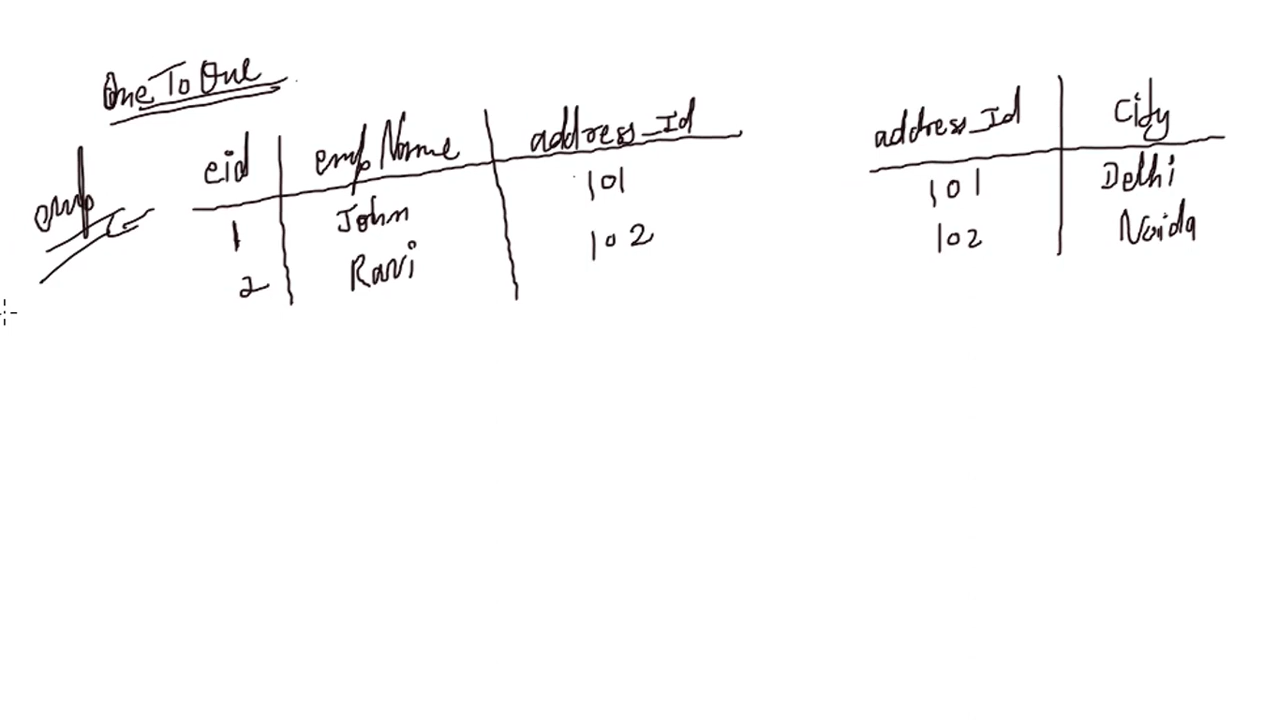 One To One
emp
eid empName address_Id
1 John 101
2 Ravi 102
address_Id City
101 Delhi
102 Noida